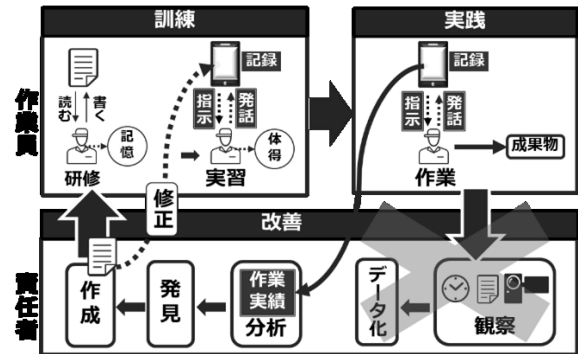 訓練
実践
作業員
読む
書く
記憶
研修
記録
指示
発話
体得
実習
記録
指示
発話
作業
成果物
修正
改善
責任者
作成
発見
作業
実績
分析
データ化
観察